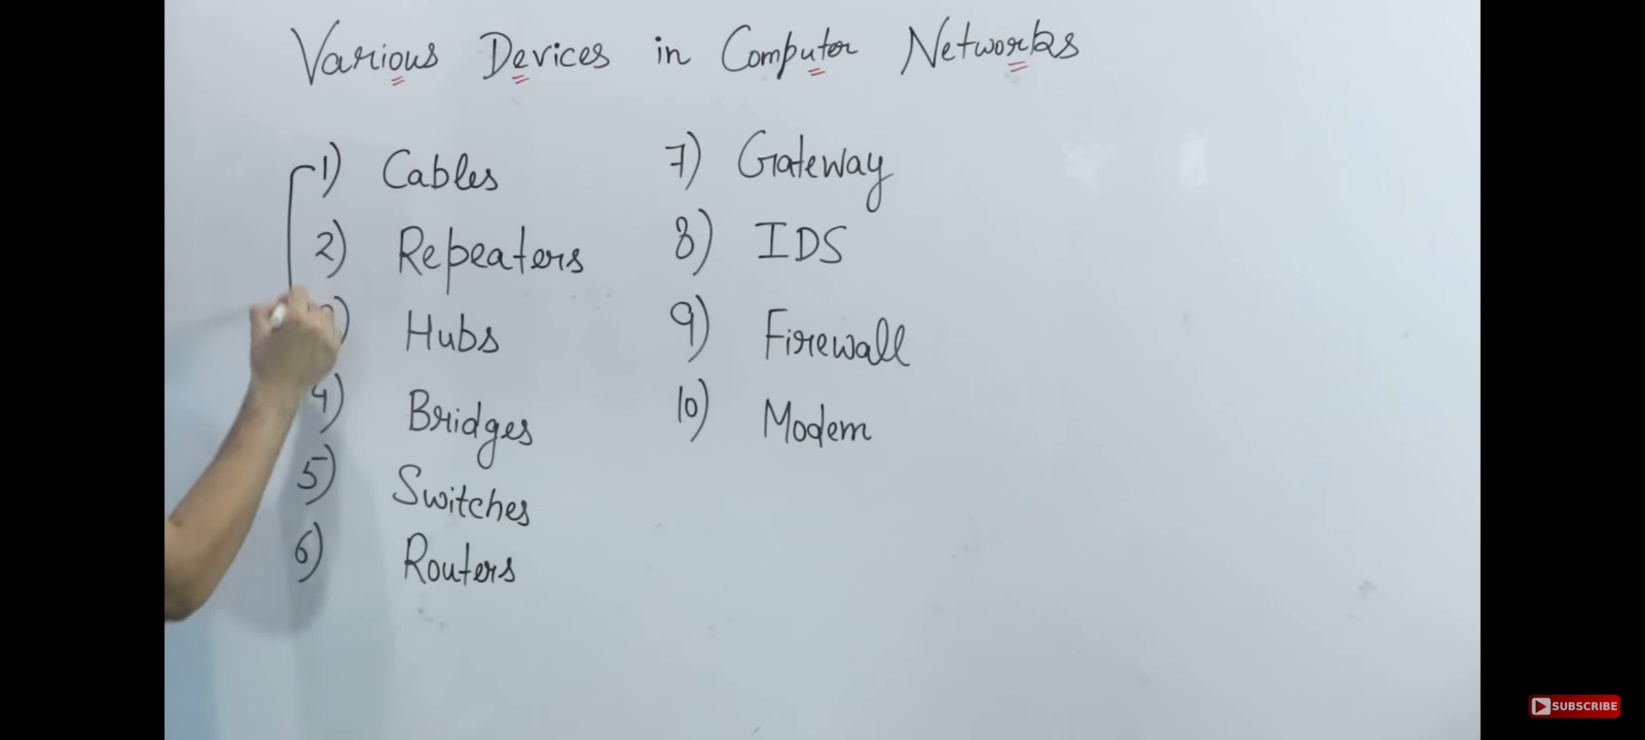 Various Devices in Computer Networks
1) Cables
2) Repeaters
) Hubs
4) Bridges
5) Switches
6) Routers
7) Gateway
8) IDS
9) Firewall
10) Modem
SUBSCRIBE